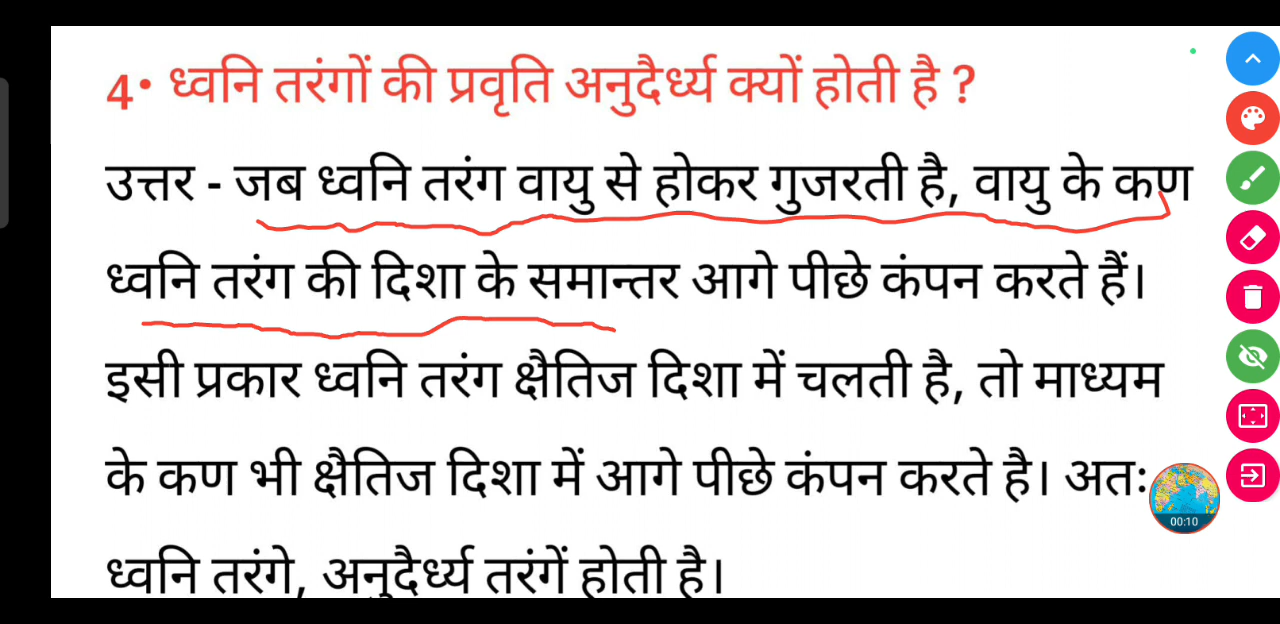 4• ध्वनि तरंगों की प्रवृति अनुदैर्ध्य क्यों होती है ?
उत्तर - जब ध्वनि तरंग वायु से होकर गुजरती है, वायु के कण
ध्वनि तरंग की दिशा के समान्तर आगे पीछे कंपन करते हैं।
इसी प्रकार ध्वनि तरंग क्षैतिज दिशा में चलती है, तो माध्यम
के कण भी क्षैतिज दिशा में आगे पीछे कंपन करते है। अतः
ध्वनि तरंगे, अनुदैर्ध्य तरंगें होती है।
00:10